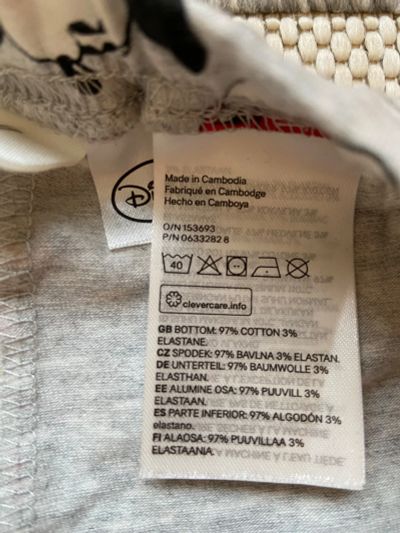 Made in Cambodia
Fabriqué en Cambodge
Hecho en Camboya
O/N 153693
P/N 0633282 8
40
clevercare.info
GB BOTTOM: 97% COTTON 3%
ELASTANE.
CZ SPODEK: 97% BAVLNA 3% ELASTAN.
DE UNTERTEIL: 97% BAUMWOLLE 3%
ELASTHAN.
EE ALUMINE OSA: 97% PUUVILL 3%
ELASTAAN.
ES PARTE INFERIOR: 97% ALGODÓN 3%
elastano.
FI ALAOSA: 97% PUUVILLAA 3%
ELASTAANIA.